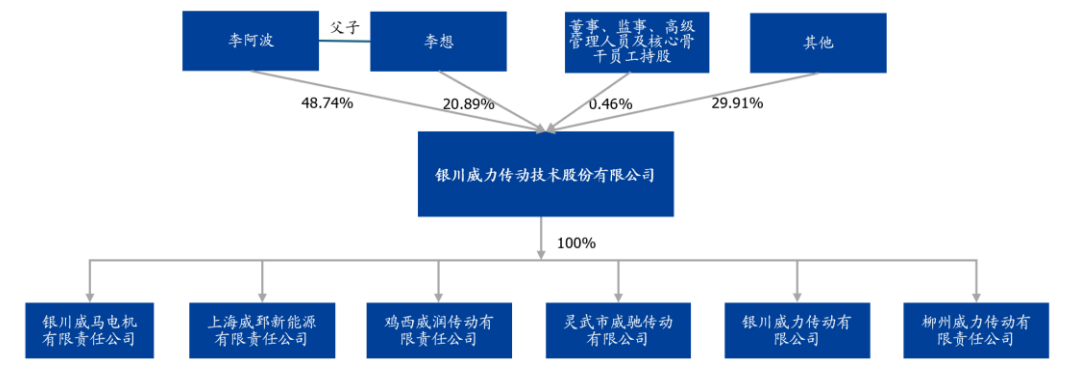 李阿波
父子
李想
董事、监事、高级
管理人员及核心骨
干员工持股
其他
48.74%
20.89%
0.46%
29.91%
银川威力传动技术股份有限公司
100%
银川威马电机
有限责任公司
上海威郅新能源
有限责任公司
鸡西威润传动有
限责任公司
灵武市威驰传动
有限公司
银川威力传动有
限公司
柳州威力传动有
限责任公司